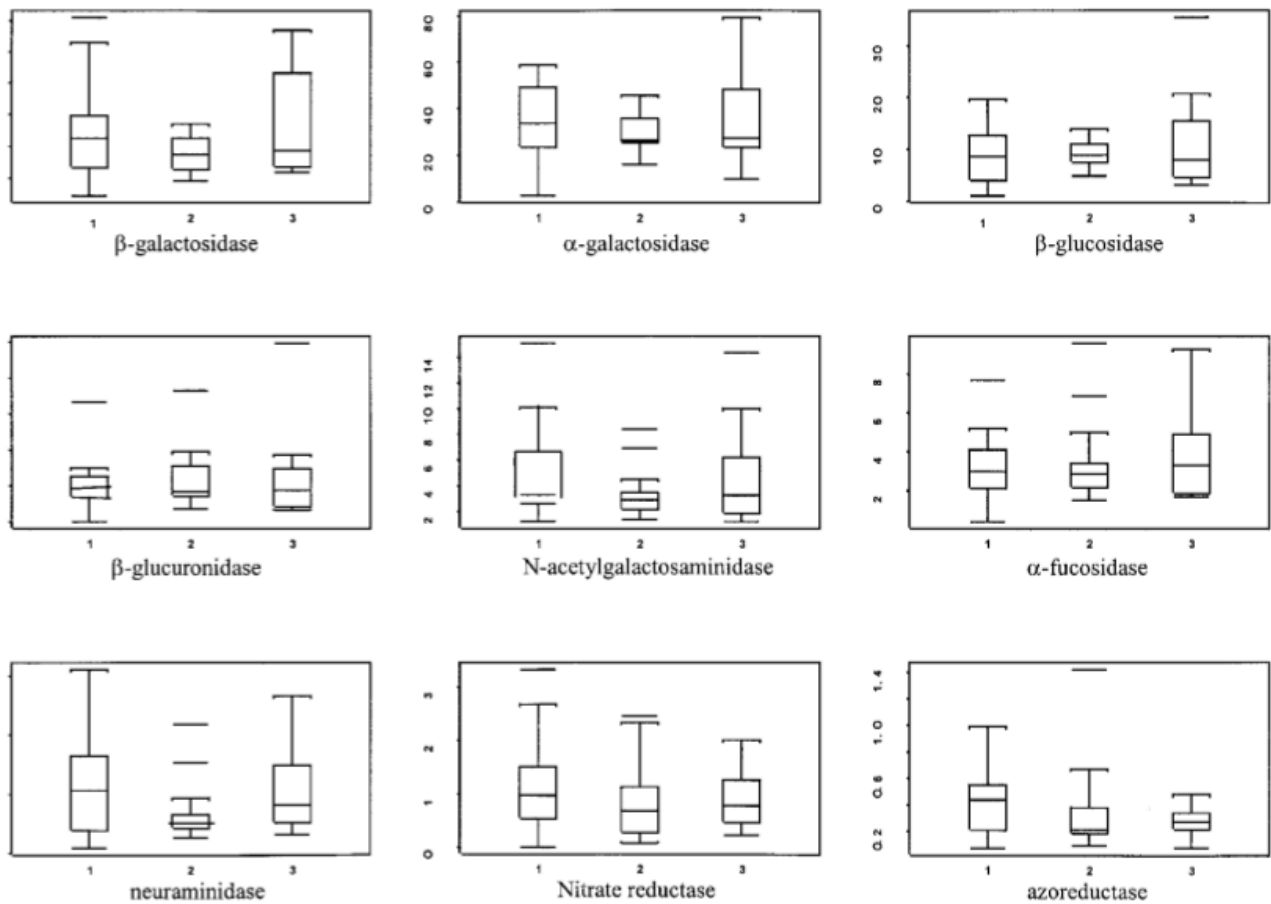 80
60
40
20
0
30
20
10
0
1 2 3
1 2 3
1 2 3
β-galactosidase
α-galactosidase
β-glucosidase
14
12
10
8
6
4
2
8
6
4
2
1 2 3
1 2 3
1 2 3
β-glucuronidase
N-acetylgalactosaminidase
α-fucosidase
3
2
1
0
1.4
1.0
0.6
0.2
1 2 3
1 2 3
1 2 3
neuraminidase
Nitrate reductase
azoreductase